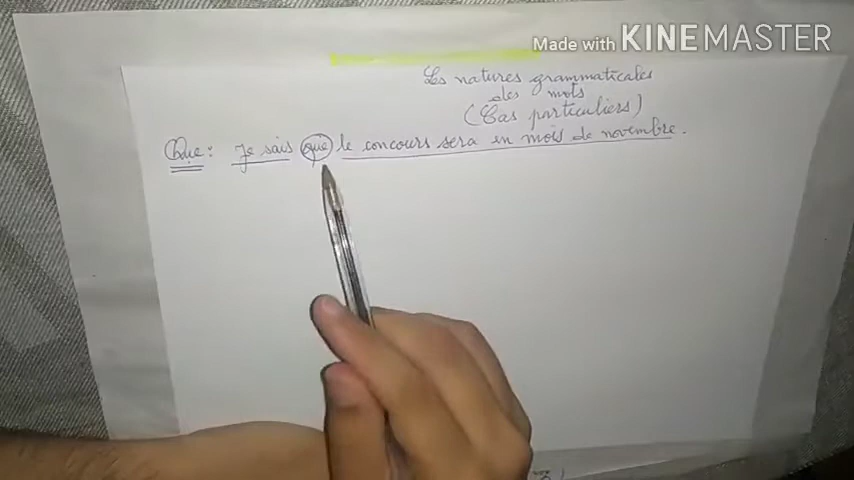 Made with KINEMASTER
Les natures grammaticales
des mots
(Cas particuliers)
Que : Je sais que le concours sera en mois de novembre.